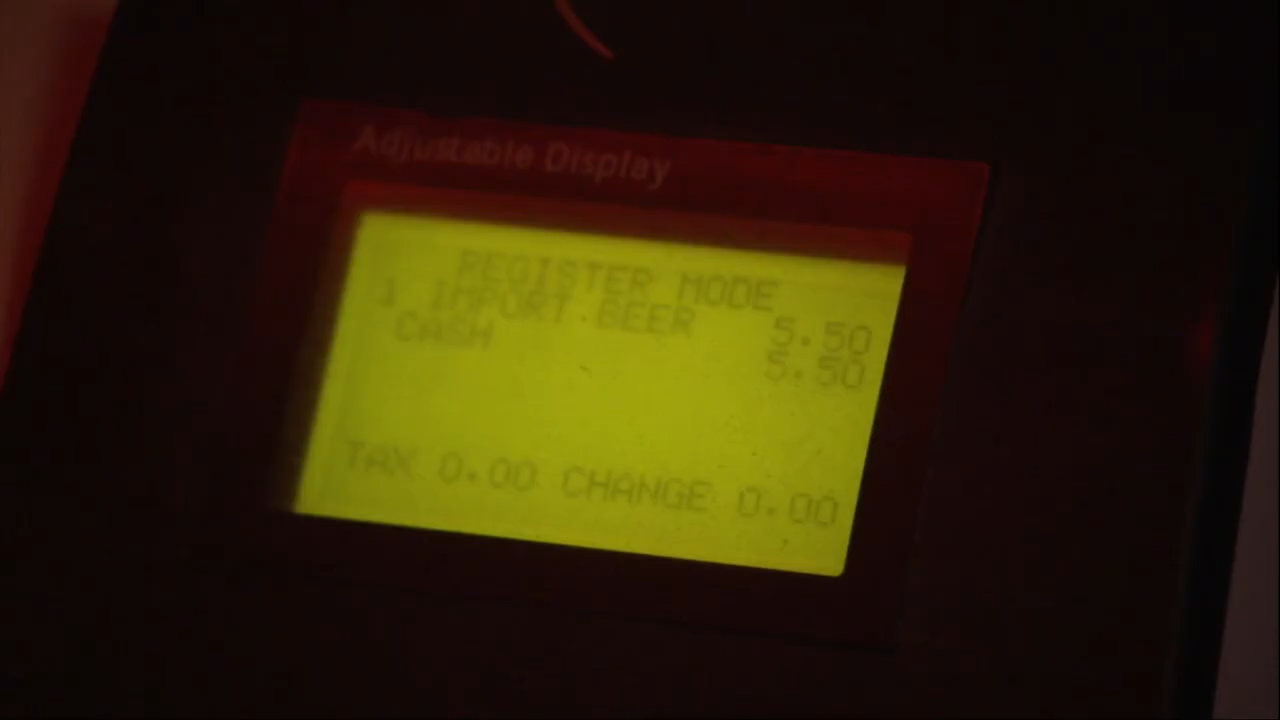 Adjustable Display
REGISTER MODE
1 IMPORT BEER 5.50
CASH 5.50
TAX 0.00 CHANGE 0.00